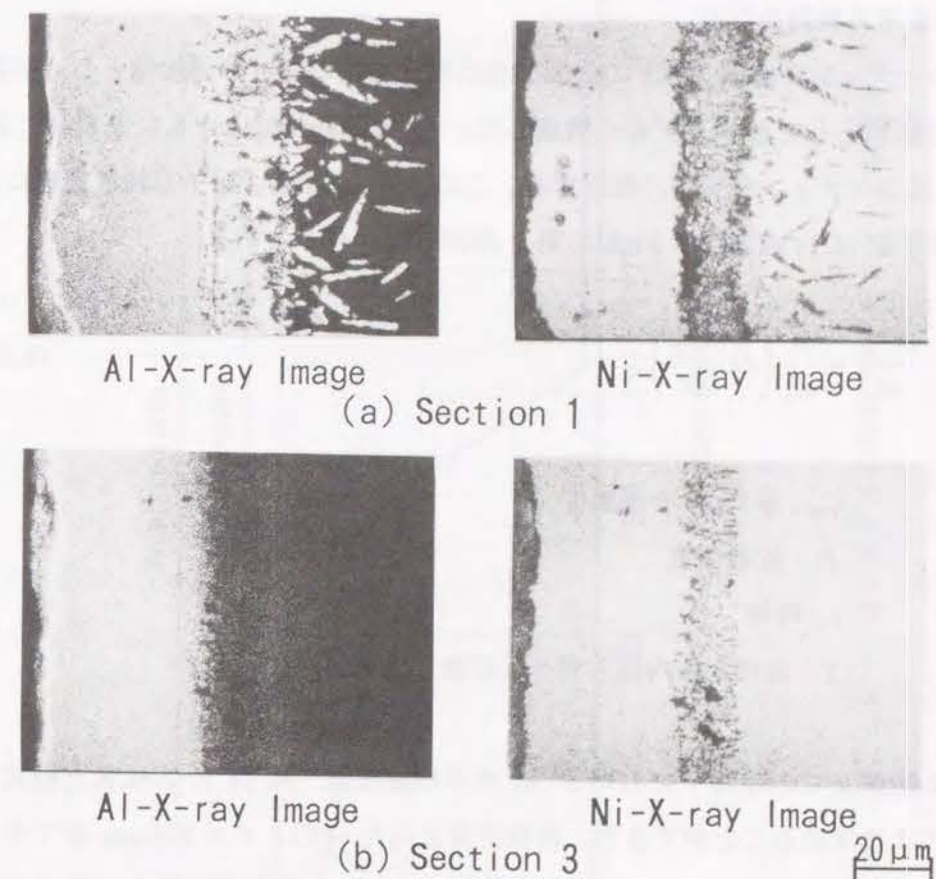 Al-X-ray Image
Ni-X-ray Image
(a) Section 1
Al-X-ray Image
Ni-X-ray Image
(b) Section 3
20μm